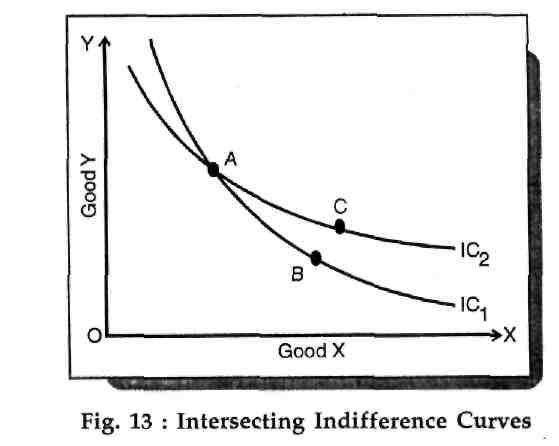 Y
A
Good Y
C
IC2
B
IC1
O
X
Good X
Fig. 13 : Intersecting Indifference Curves